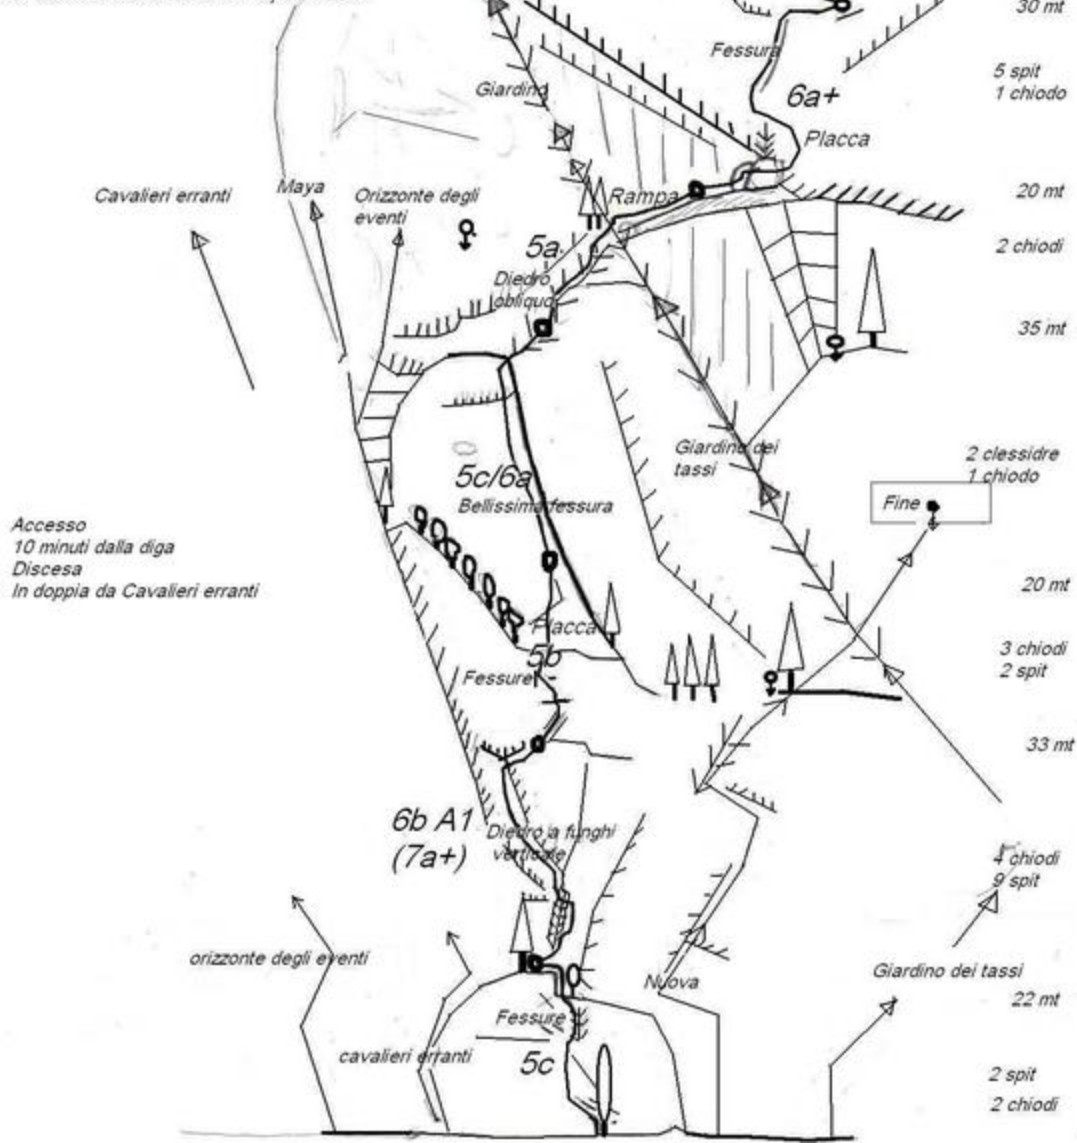 30 mt
Fessura
5 spit
1 chiodo
Giardino
6a+
Placca
Cavalieri erranti
Maya
Orizzonte degli
eventi
Rampa
20 mt
5a
2 chiodi
Diedro
obliquo
35 mt
Giardino dei
tassi
2 clessidre
1 chiodo
5c/6a
Bellissima fessura
Fine
Accesso
10 minuti dalla diga
Discesa
In doppia da Cavalieri erranti
20 mt
Placca
5b
3 chiodi
2 spit
Fessure
33 mt
6b A1
(7a+)
Diedro a funghi
verticale
4 chiodi
9 spit
orizzonte degli eventi
Nuova
Giardino dei tassi
22 mt
Fessure
cavalieri erranti
5c
2 spit
2 chiodi